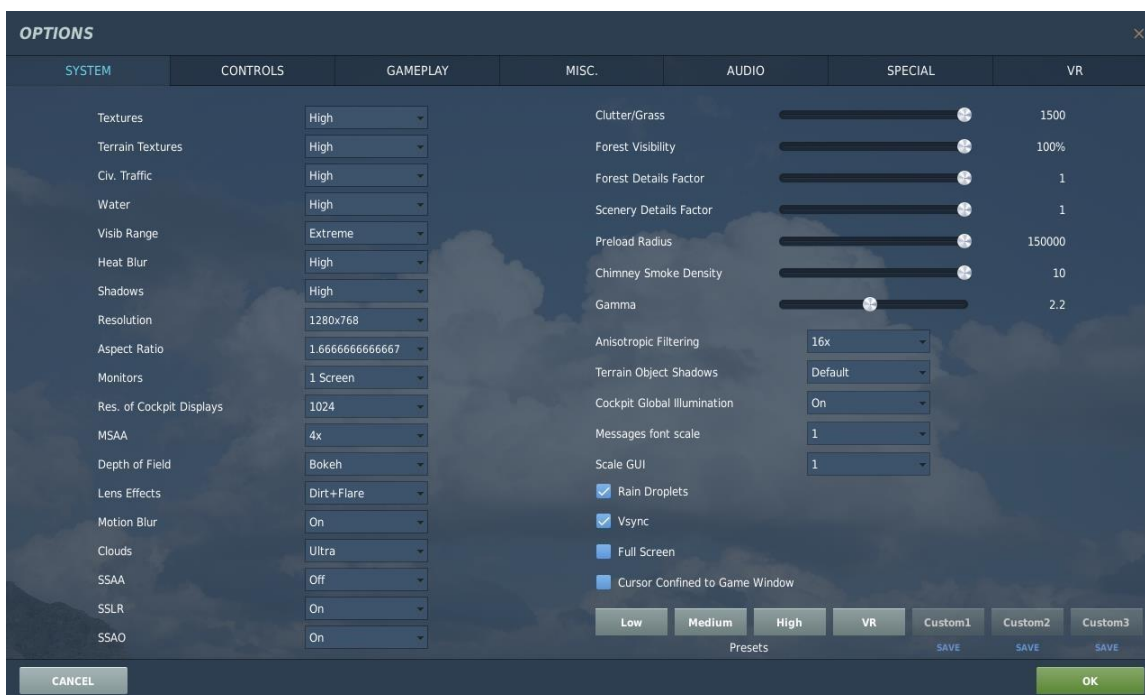 OPTIONS
SYSTEM CONTROLS GAMEPLAY MISC. AUDIO SPECIAL VR
Textures High
Terrain Textures High
Civ. Traffic High
Water High
Visib Range Extreme
Heat Blur High
Shadows High
Resolution 1280x768
Aspect Ratio 1.6666666666667
Monitors 1 Screen
Res. of Cockpit Displays 1024
MSAA 4x
Depth of Field Bokeh
Lens Effects Dirt+Flare
Motion Blur On
Clouds Ultra
SSAA Off
SSLR On
SSAO On
Clutter/Grass 1500
Forest Visibility 100%
Forest Details Factor 1
Scenery Details Factor 1
Preload Radius 150000
Chimney Smoke Density 10
Gamma 2.2
Anisotropic Filtering 16x
Terrain Object Shadows Default
Cockpit Global Illumination On
Messages font scale 1
Scale GUI 1
Rain Droplets
Vsync
Full Screen
Cursor Confined to Game Window
Low Medium High VR Custom1 Custom2 Custom3
Presets SAVE SAVE SAVE
CANCEL OK